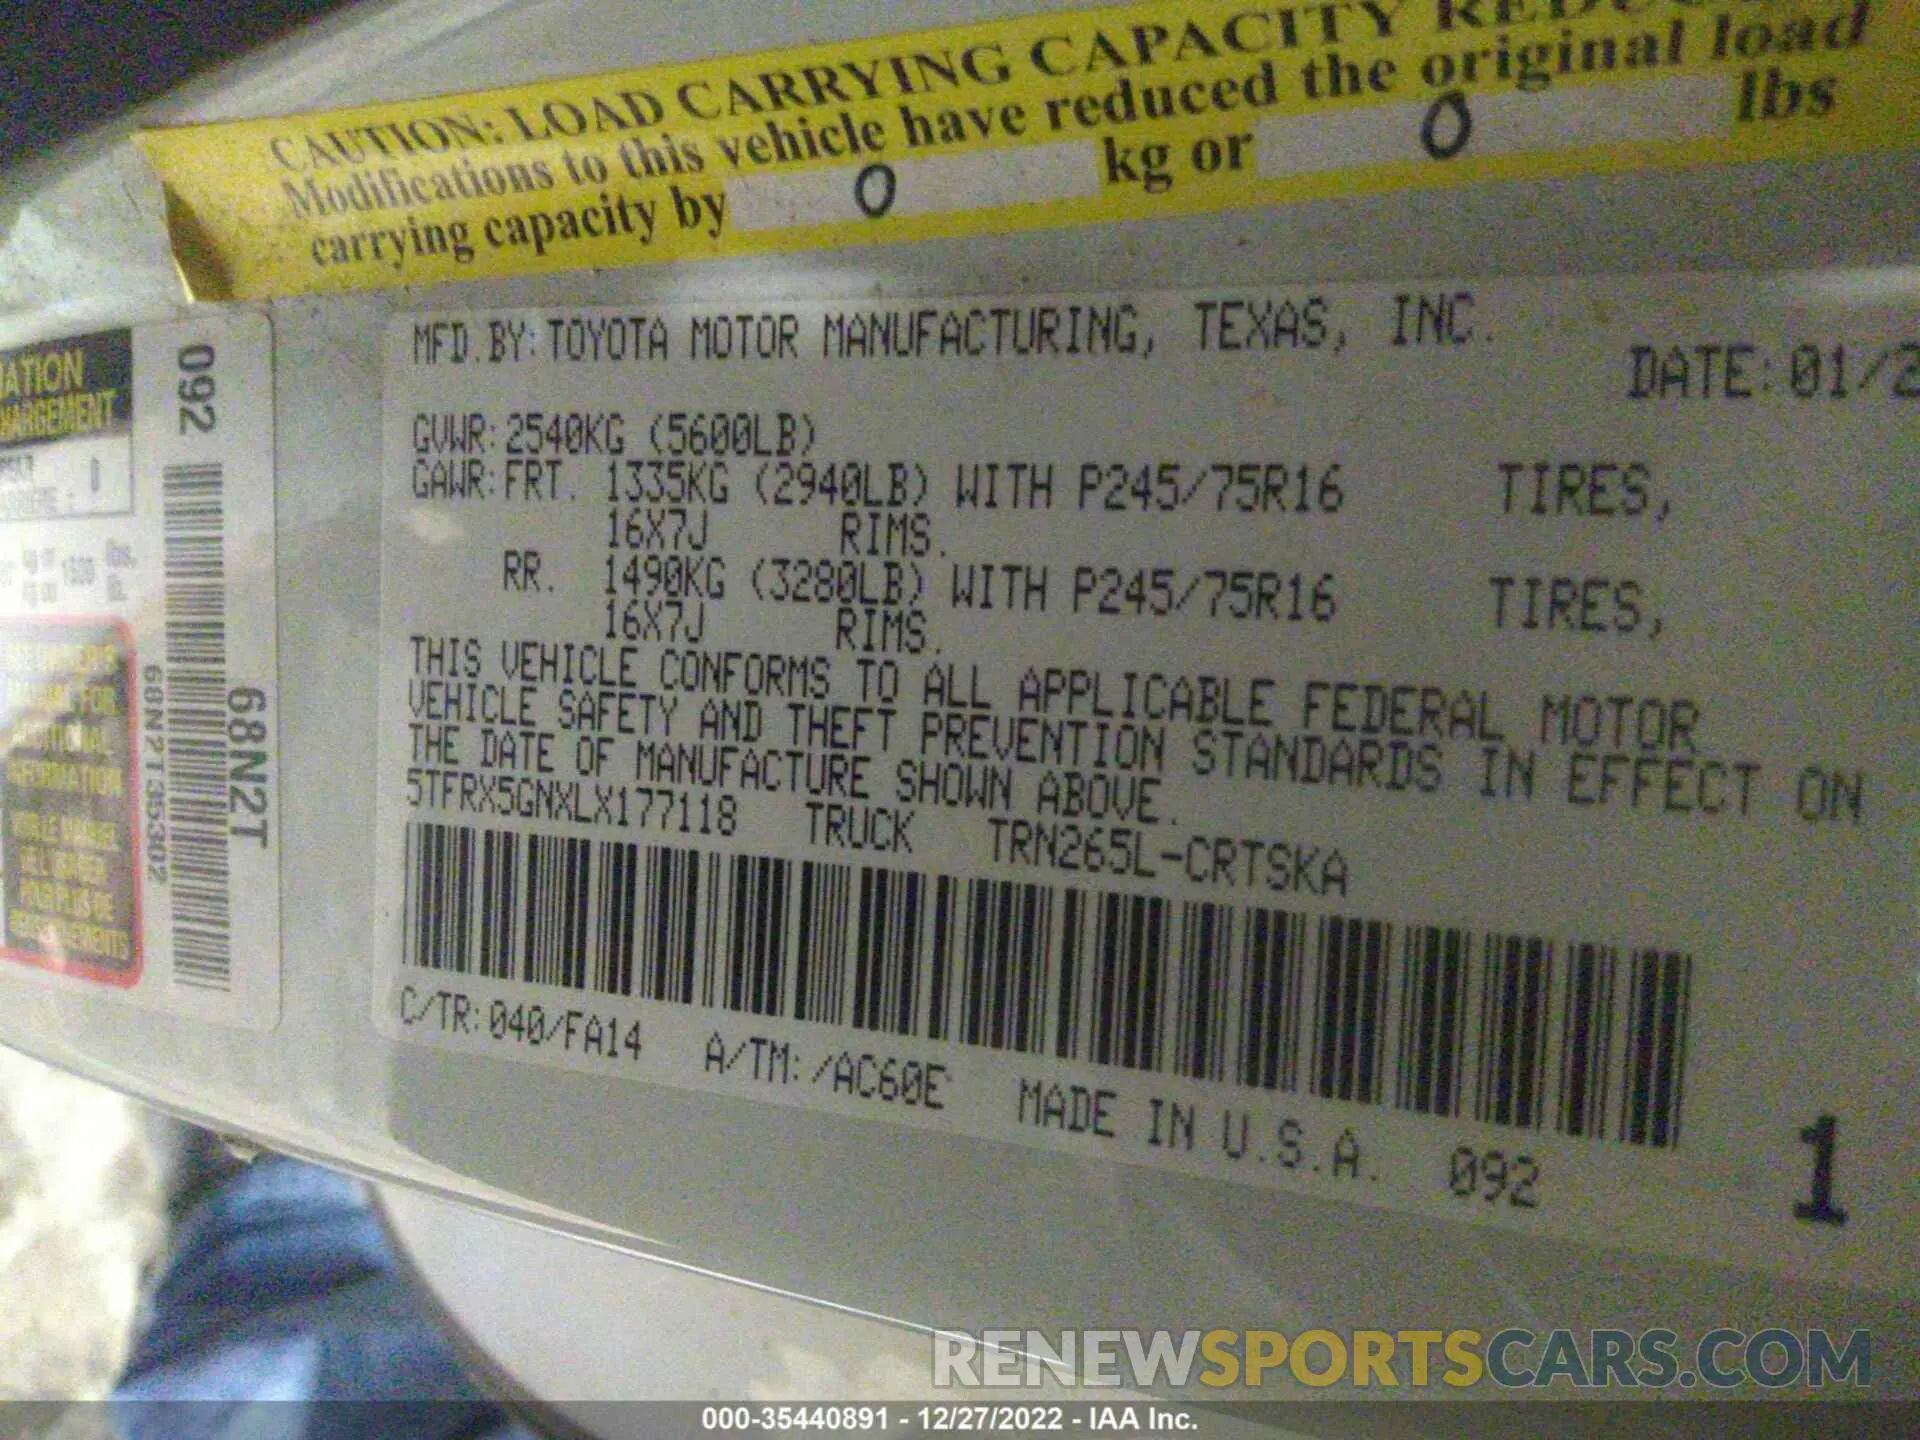 CAUTION: LOAD CARRYING CAPACITY
Modifications to this vehicle have reduced the original load
carrying capacity by 0 kg or 0 lbs
MFD.BY: TOYOTA MOTOR MANUFACTURING, TEXAS, INC.
DATE: 01/2
GVWR: 2540KG (5600LB)
GAWR: FRT. 1335KG (2940LB) WITH P245/75R16 TIRES,
16X7J RIMS.
RR. 1490KG (3280LB) WITH P245/75R16 TIRES,
16X7J RIMS.
THIS VEHICLE CONFORMS TO ALL APPLICABLE FEDERAL MOTOR
VEHICLE SAFETY AND THEFT PREVENTION STANDARDS IN EFFECT ON
THE DATE OF MANUFACTURE SHOWN ABOVE.
5TFRX5GNXLX177118 TRUCK TRN265L-CRTSKA
C/TR: 040/FA14 A/TM: /AC60E MADE IN U.S.A. 092
1
092
68N2T
68N2T35302
RENEWSPORTSCARS.COM
000-35440891 - 12/27/2022 - IAA Inc.